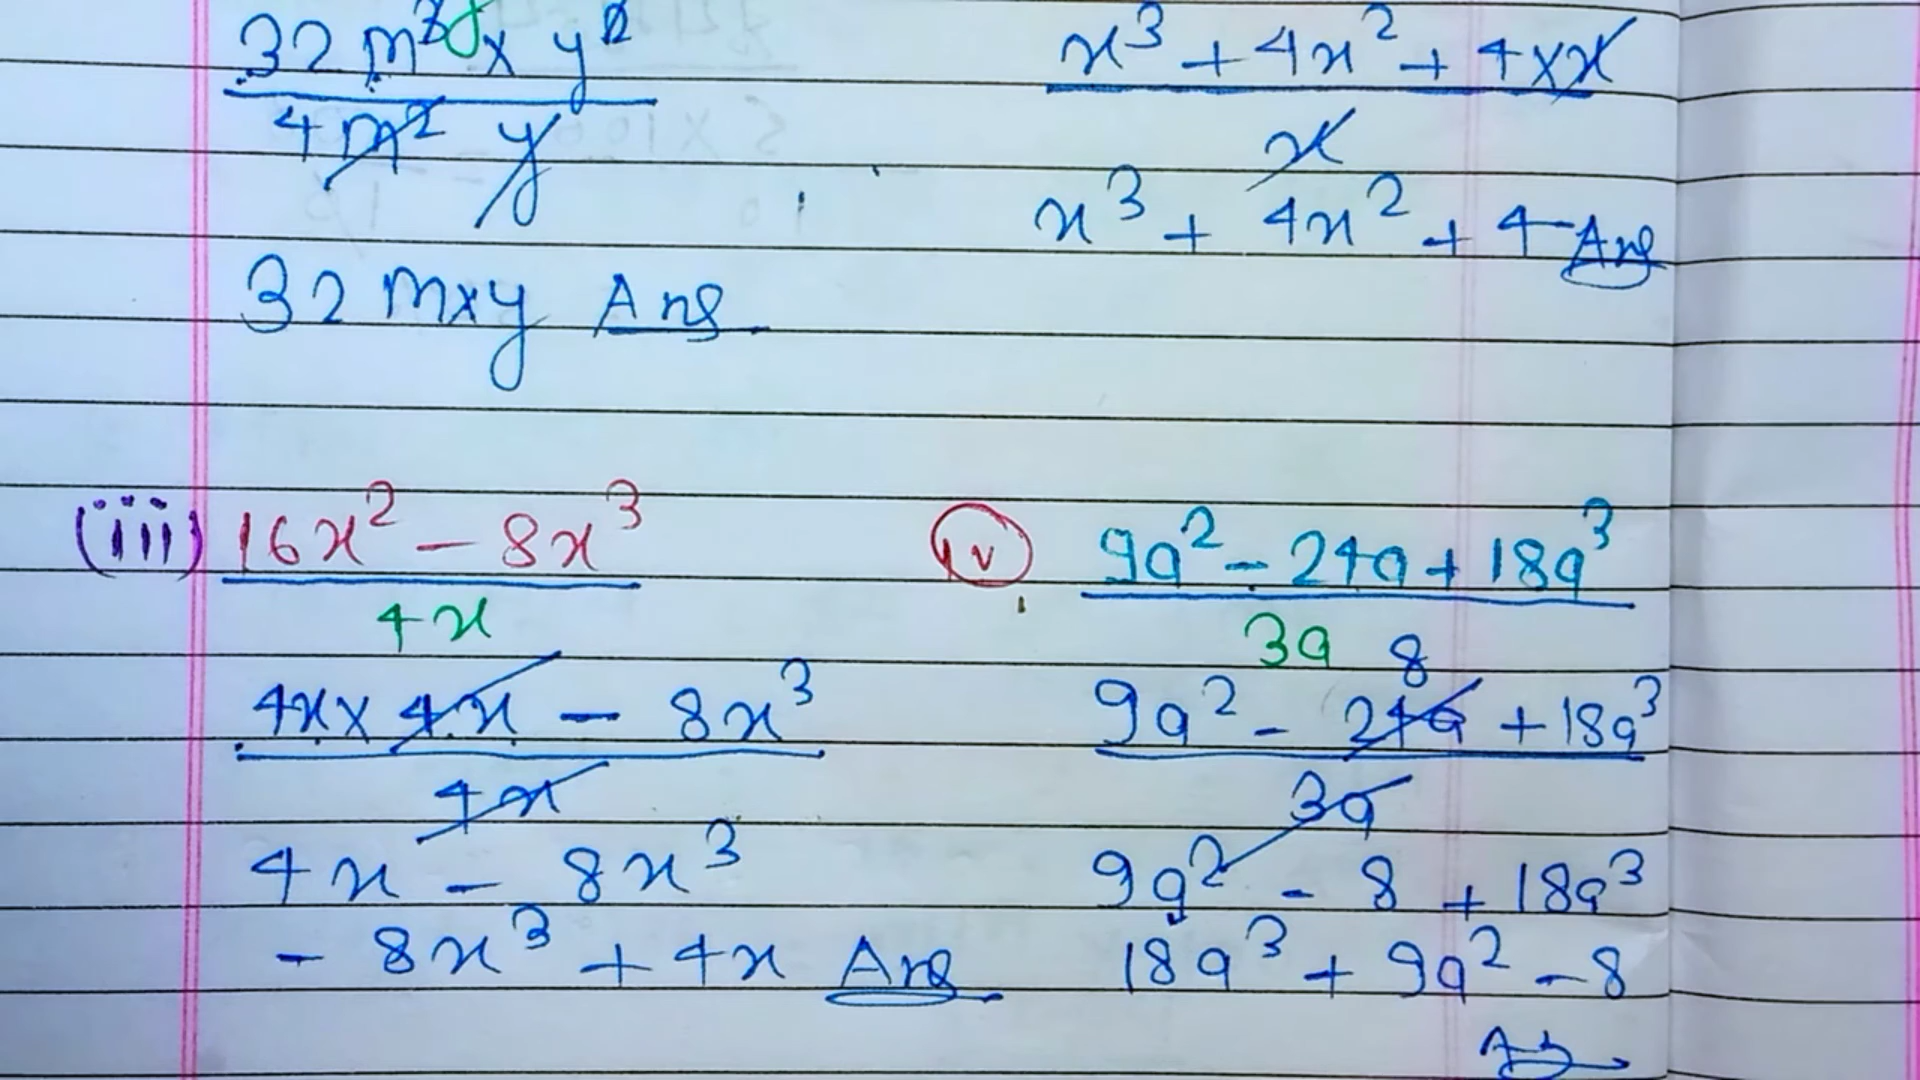 32 m³ x y²
4m² y
32 mxy Ans
x³ + 4x² + 4xx
x
x³ + 4x² + 4 Ans
(iii) 16x² - 8x³
4x
4x x 4x - 8x³
4x
4x - 8x³
- 8x³ + 4x Ans
iv 9a² - 24a + 18a³
3a
8
9a² - 24a + 18a³
3a
9a² - 8 + 18a³
18a³ + 9a² - 8